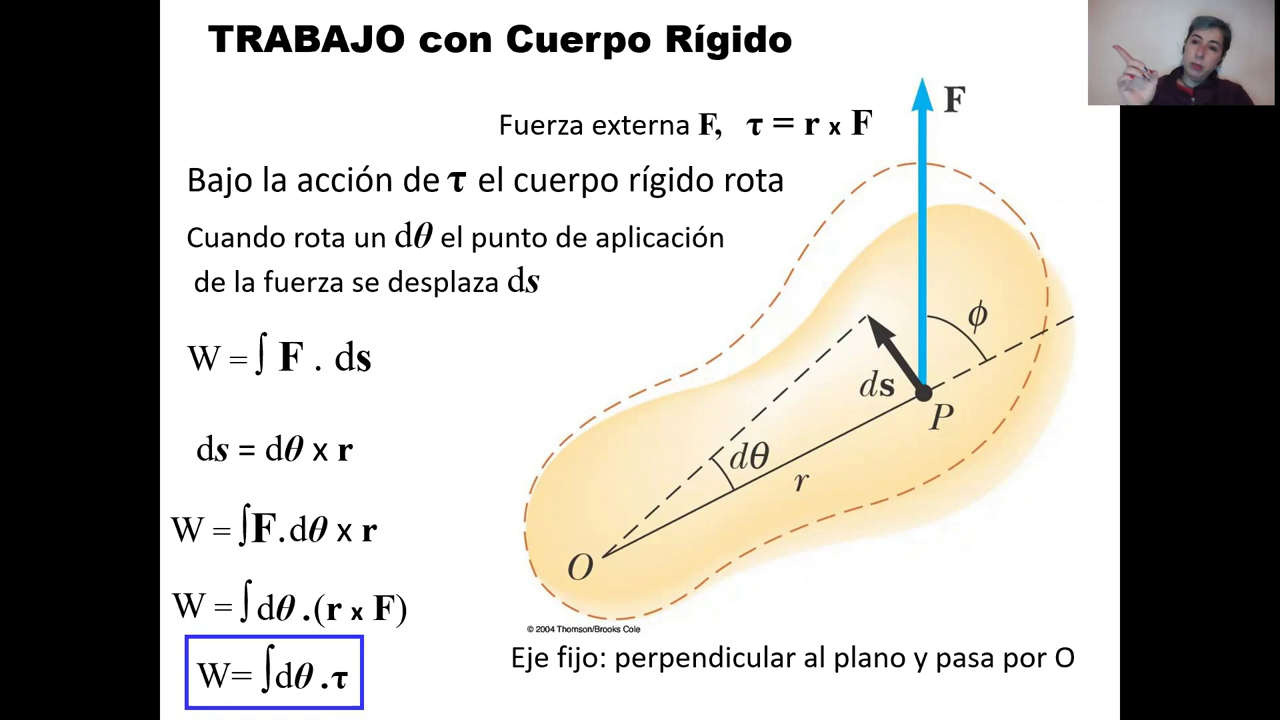 TRABAJO con Cuerpo Rígido
Fuerza externa F, τ = r x F
Bajo la acción de τ el cuerpo rígido rota
Cuando rota un dθ el punto de aplicación
de la fuerza se desplaza ds
W = ∫ F . ds
ds = dθ x r
W = ∫F.dθ x r
W = ∫dθ .(r x F)
W= ∫dθ .τ
F
ϕ
ds
P
dθ
r
O
© 2004 Thomson/Brooks Cole
Eje fijo: perpendicular al plano y pasa por O